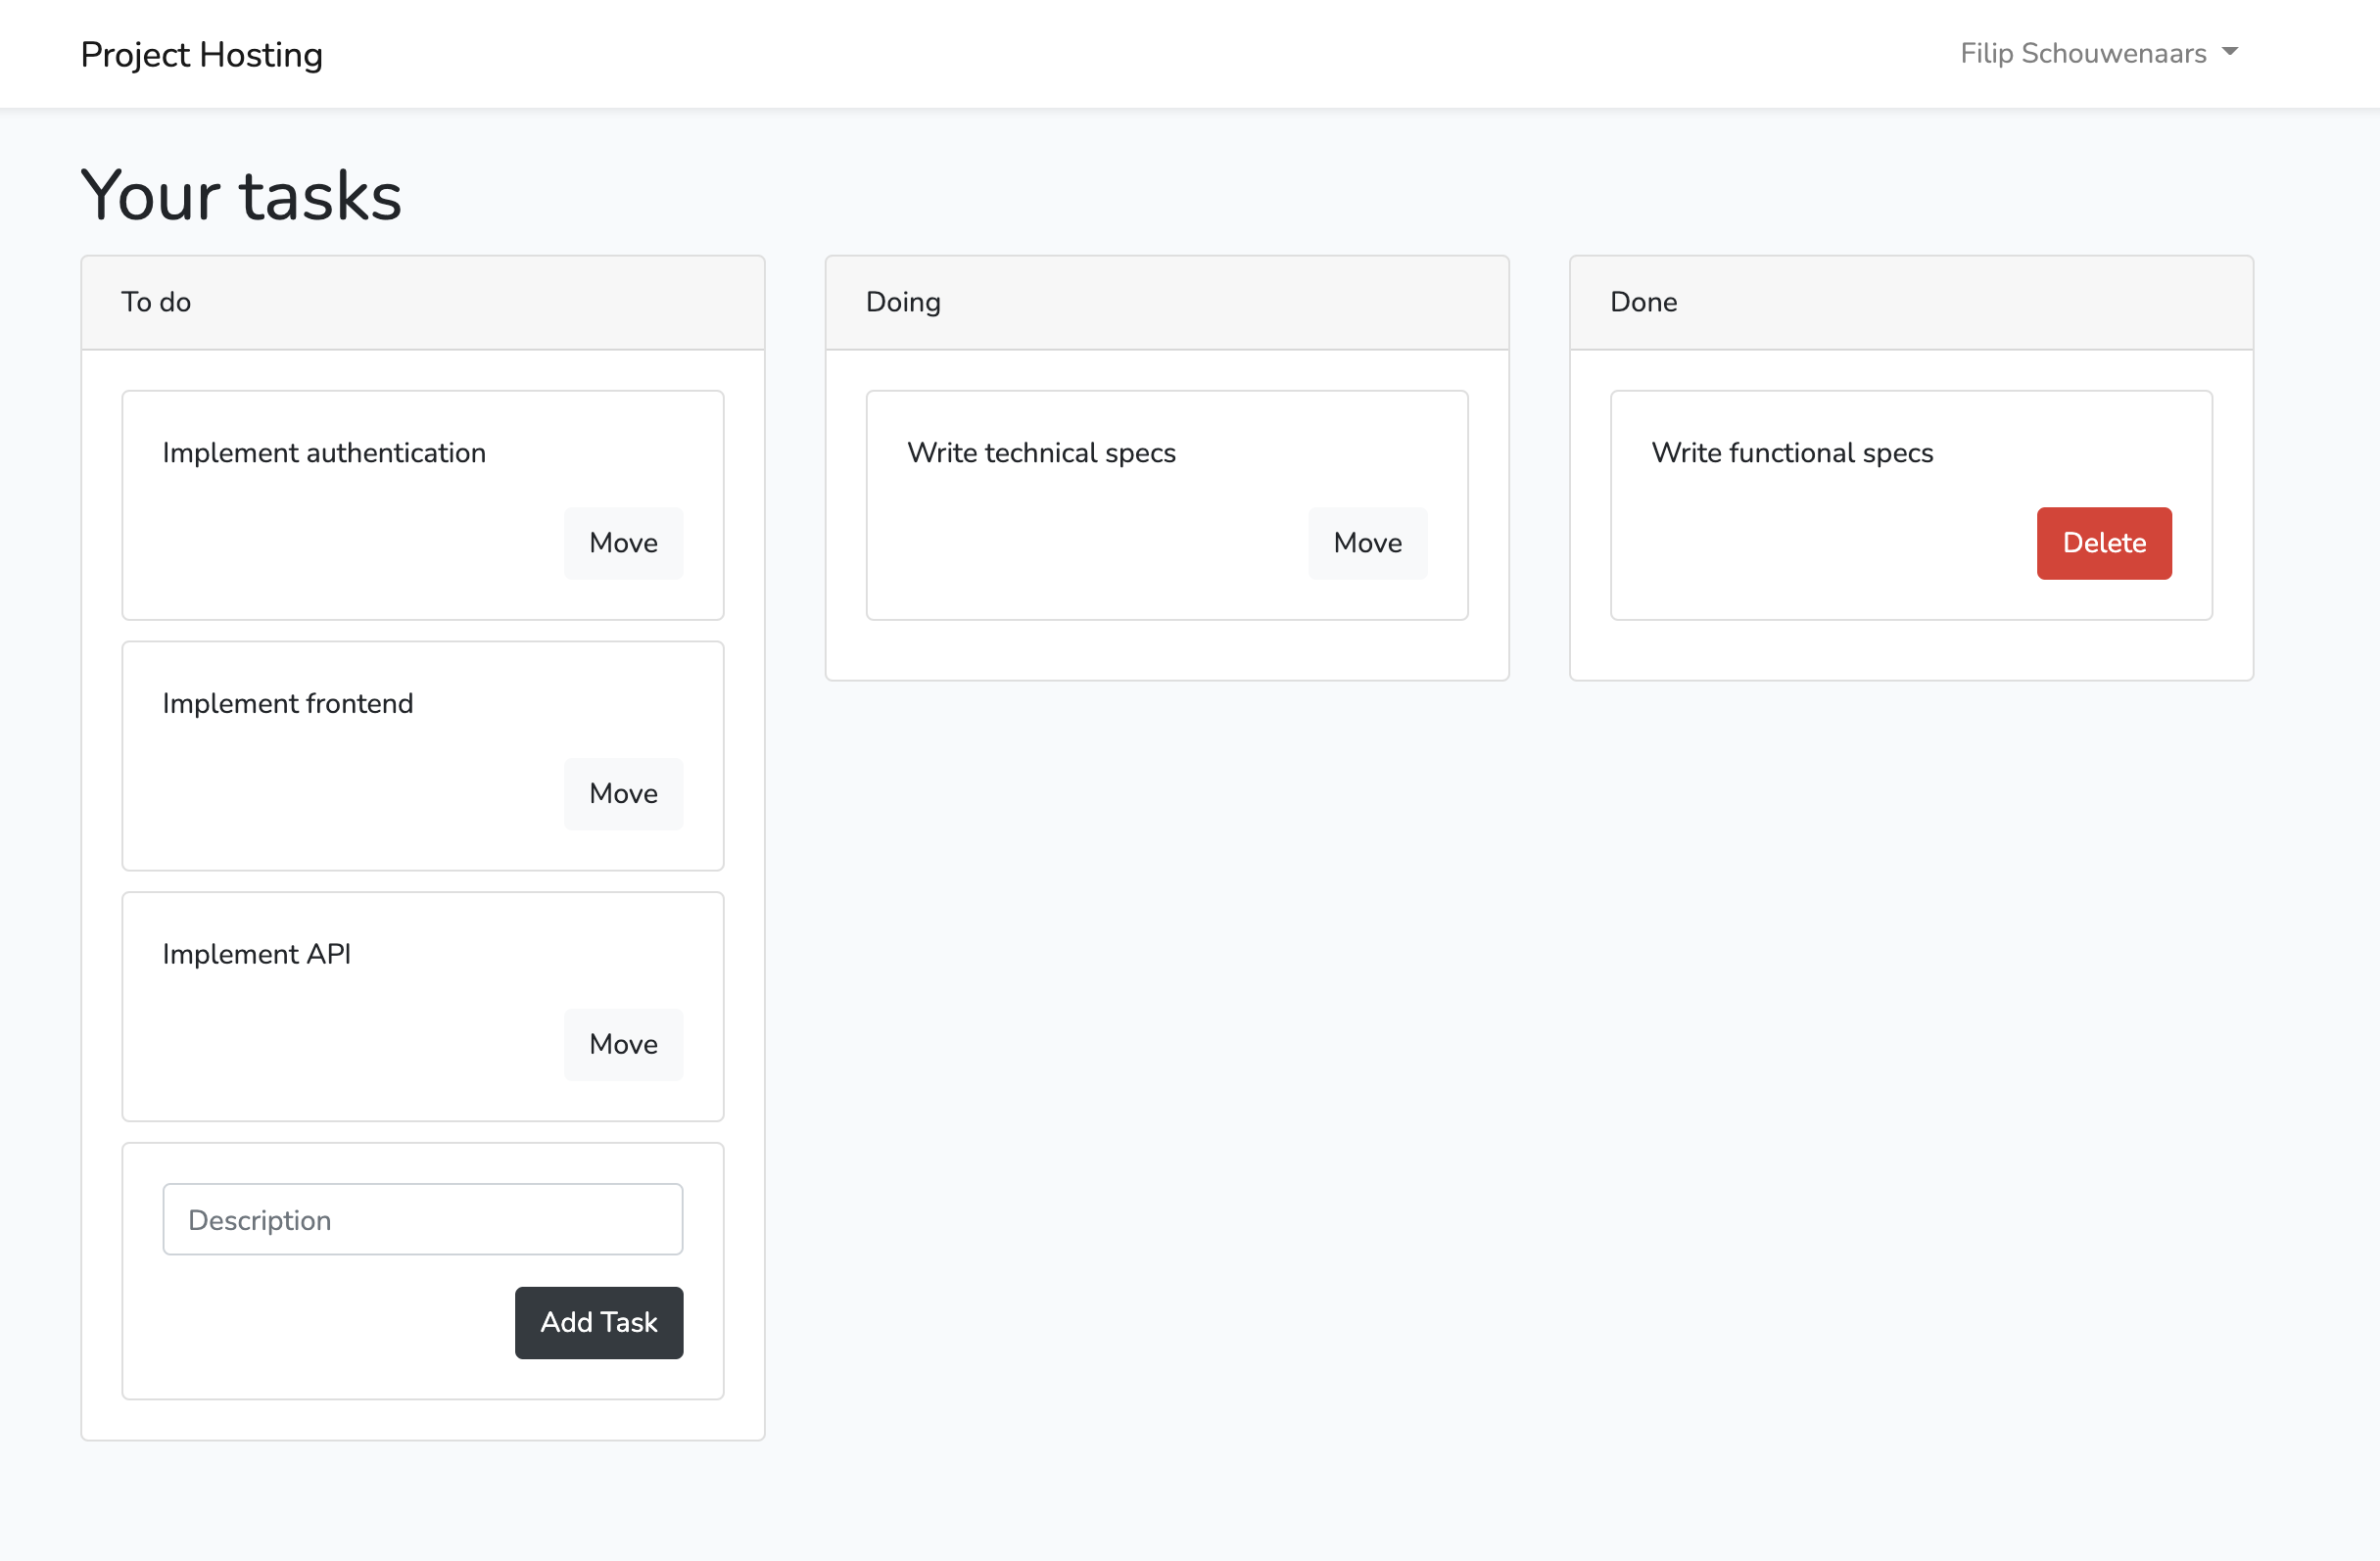 Project Hosting
Filip Schouwenaars
Your tasks
To do
Implement authentication
Move
Implement frontend
Move
Implement API
Move
Description
Add Task
Doing
Write technical specs
Move
Done
Write functional specs
Delete